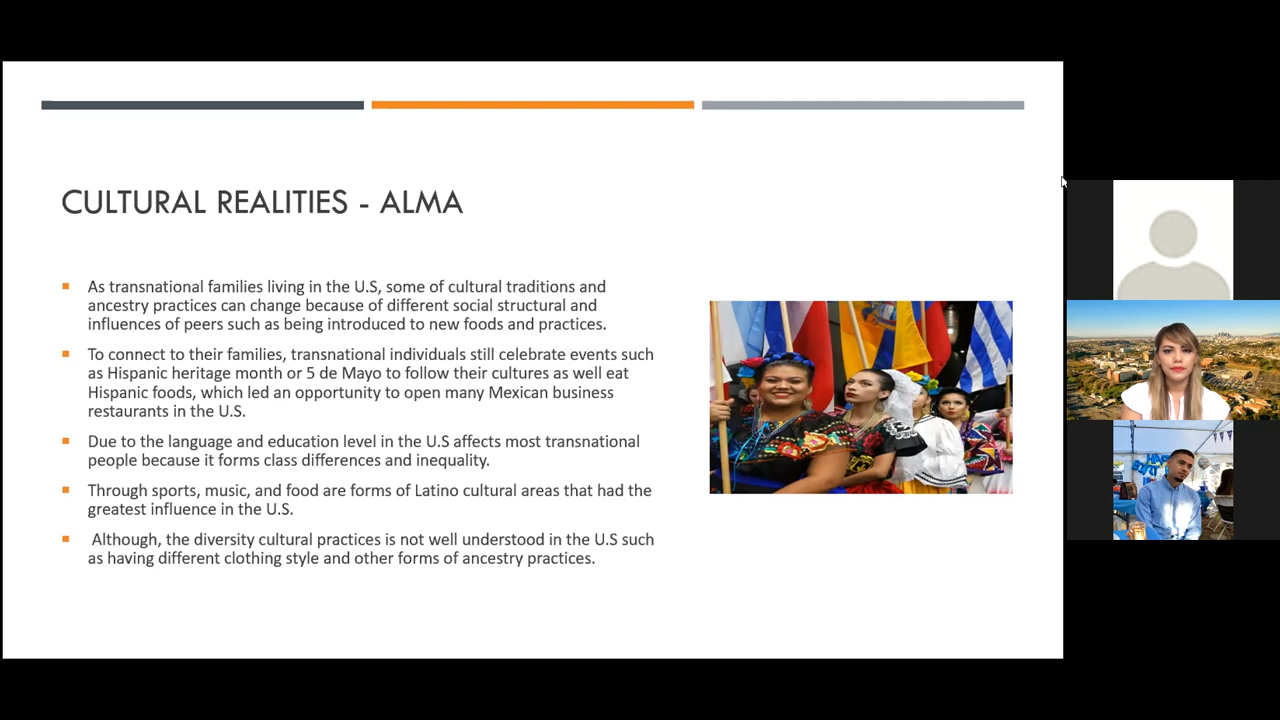 CULTURAL REALITIES - ALMA
As transnational families living in the U.S, some of cultural traditions and
ancestry practices can change because of different social structural and
influences of peers such as being introduced to new foods and practices.
To connect to their families, transnational individuals still celebrate events such
as Hispanic heritage month or 5 de Mayo to follow their cultures as well eat
Hispanic foods, which led an opportunity to open many Mexican business
restaurants in the U.S.
Due to the language and education level in the U.S affects most transnational
people because it forms class differences and inequality.
Through sports, music, and food are forms of Latino cultural areas that had the
greatest influence in the U.S.
Although, the diversity cultural practices is not well understood in the U.S such
as having different clothing style and other forms of ancestry practices.